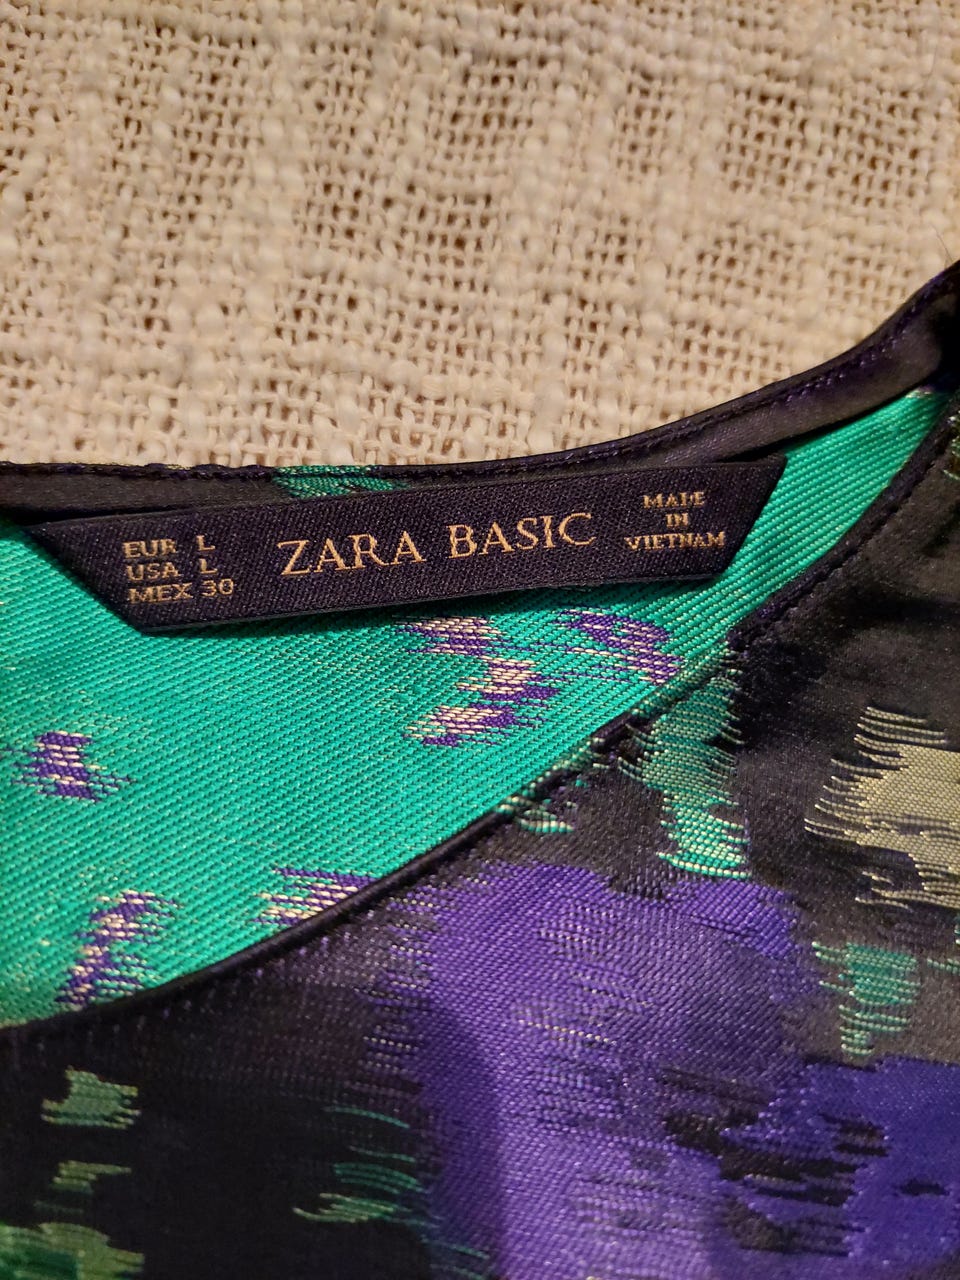 EUR L
USA L
MEX 30
ZARA BASIC
MADE
IN
VIETNAM